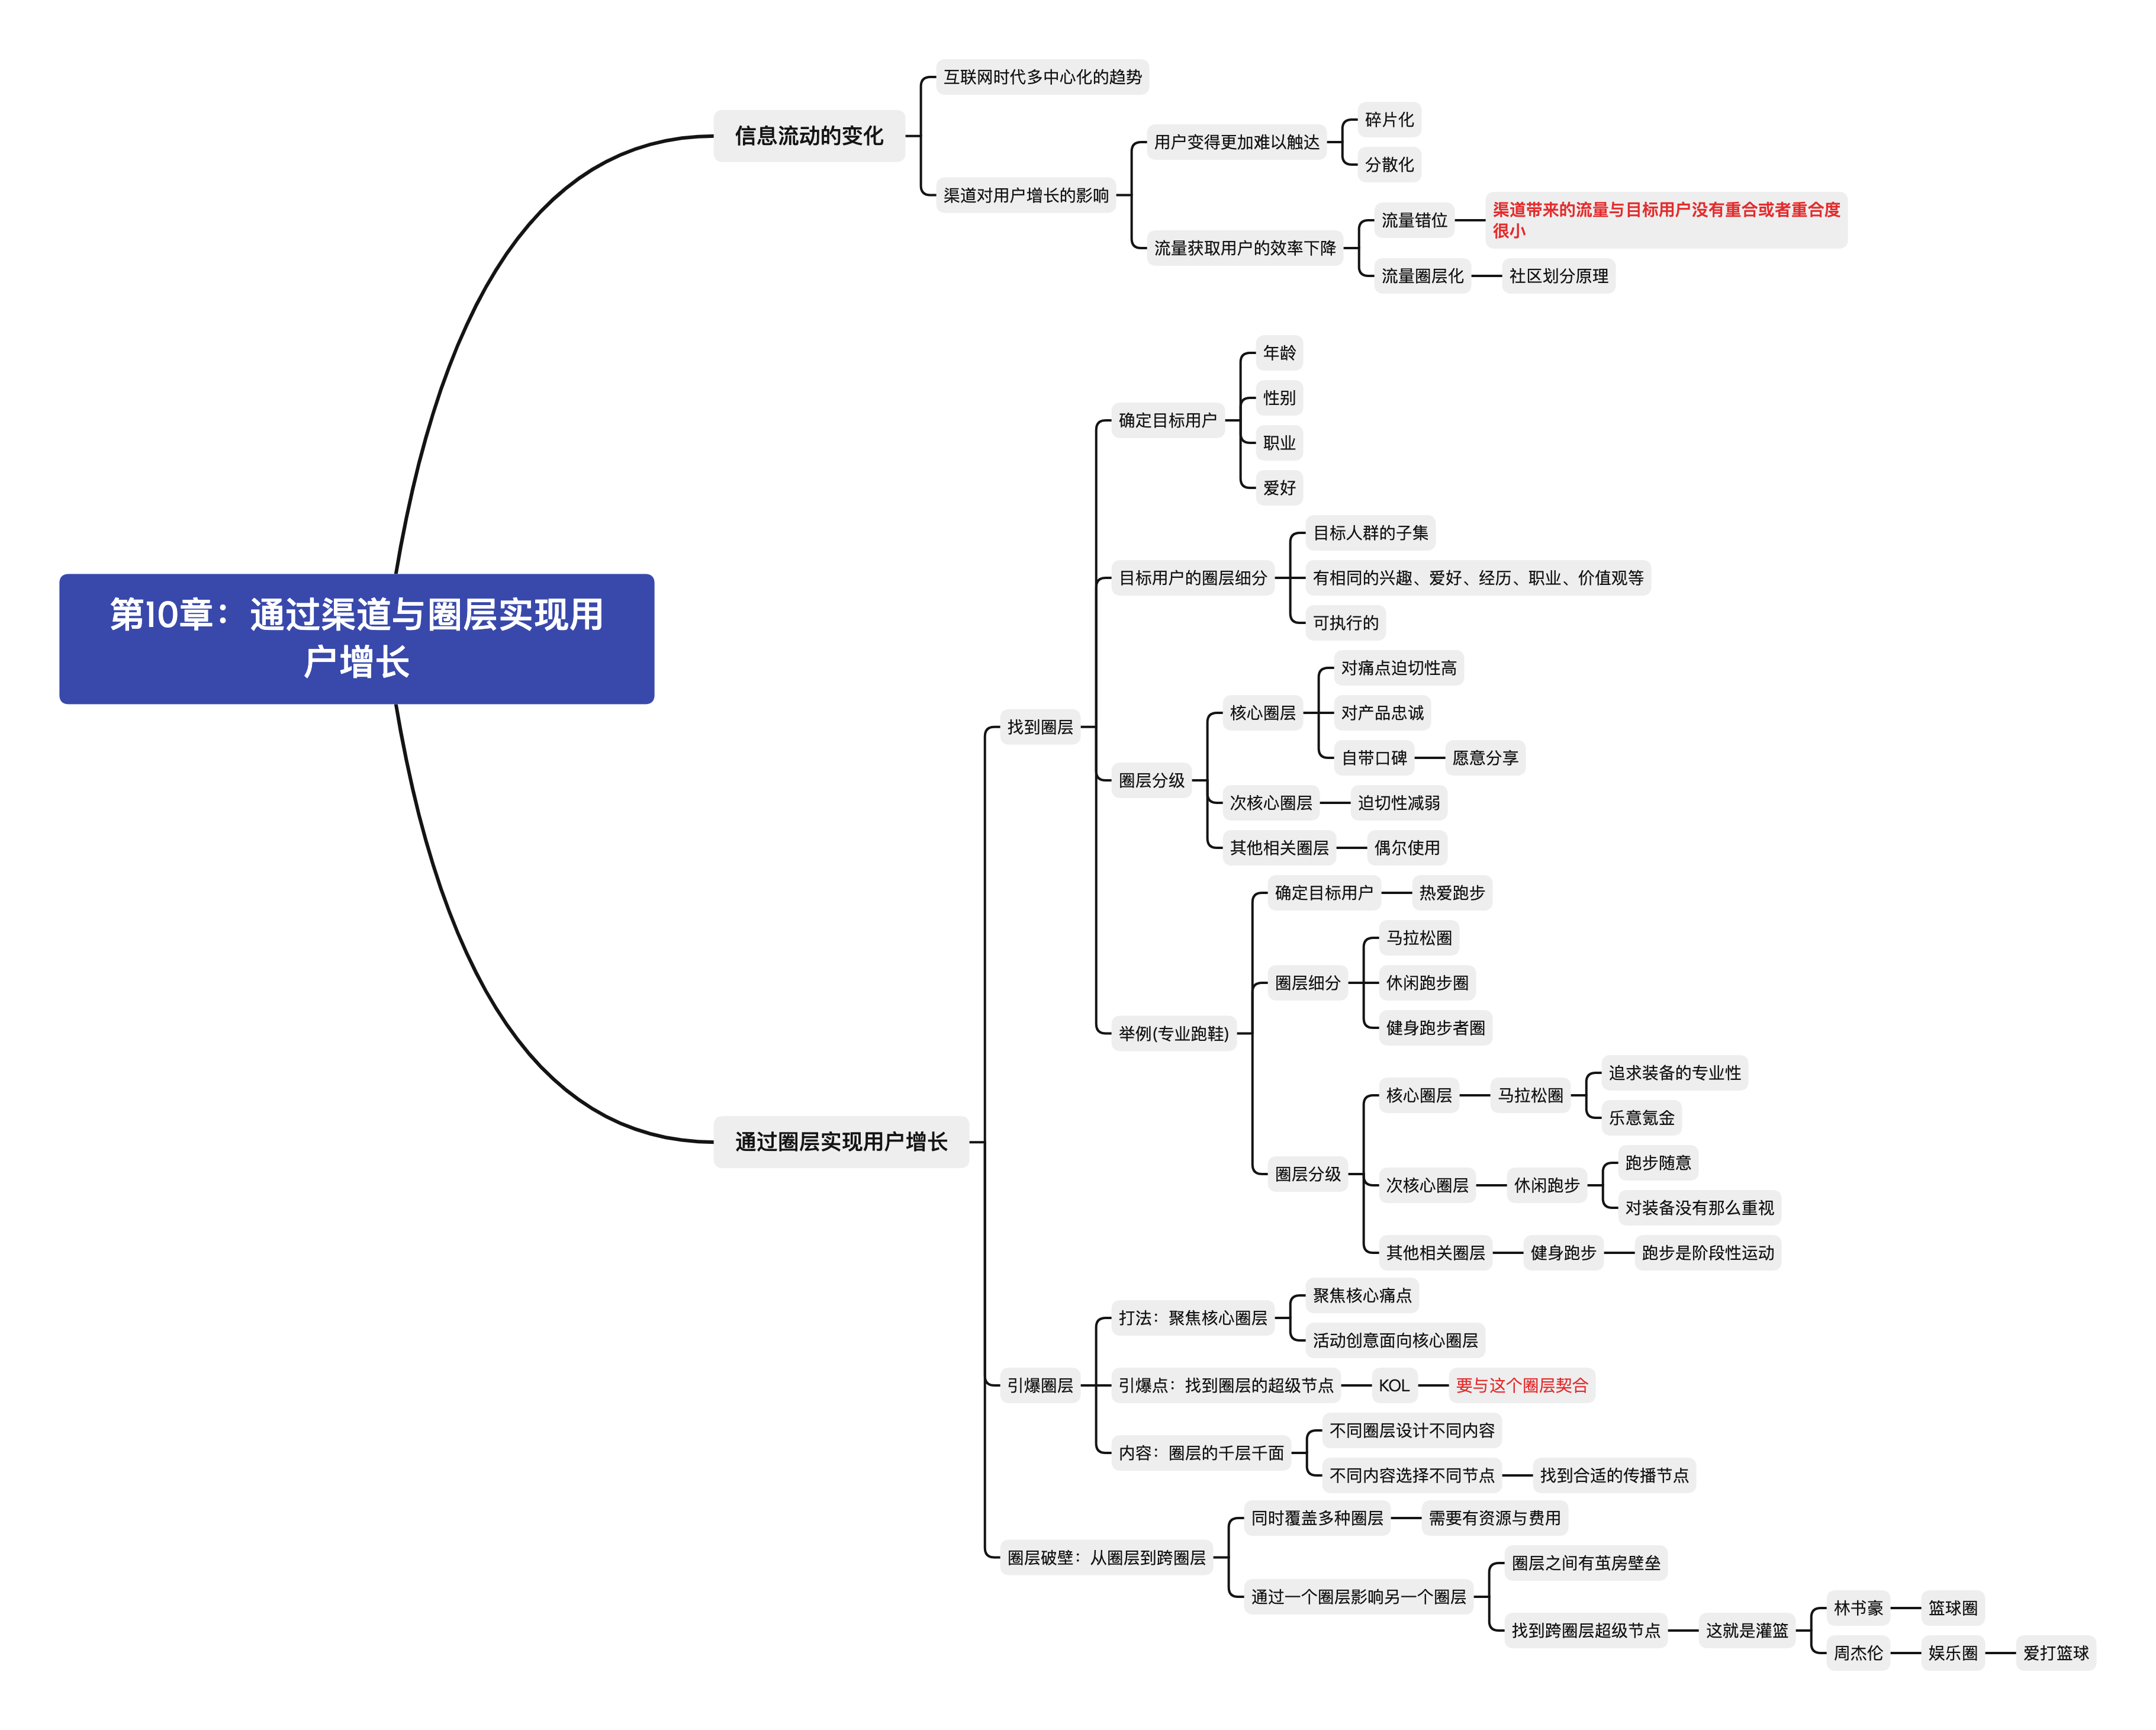 第10章：通过渠道与圈层实现用
户增长
信息流动的变化
互联网时代多中心化的趋势
渠道对用户增长的影响
用户变得更加难以触达
碎片化
分散化
流量获取用户的效率下降
流量错位
渠道带来的流量与目标用户没有重合或者重合度
很小
流量圈层化
社区划分原理
通过圈层实现用户增长
找到圈层
确定目标用户
年龄
性别
职业
爱好
目标用户的圈层细分
目标人群的子集
有相同的兴趣、爱好、经历、职业、价值观等
可执行的
圈层分级
核心圈层
对痛点迫切性高
对产品忠诚
自带口碑
愿意分享
次核心圈层
迫切性减弱
其他相关圈层
偶尔使用
举例(专业跑鞋)
确定目标用户
热爱跑步
圈层细分
马拉松圈
休闲跑步圈
健身跑步者圈
圈层分级
核心圈层
马拉松圈
追求装备的专业性
乐意氪金
次核心圈层
休闲跑步
跑步随意
对装备没有那么重视
其他相关圈层
健身跑步
跑步是阶段性运动
引爆圈层
打法：聚焦核心圈层
聚焦核心痛点
活动创意面向核心圈层
引爆点：找到圈层的超级节点
KOL
要与这个圈层契合
内容：圈层的千层千面
不同圈层设计不同内容
不同内容选择不同节点
找到合适的传播节点
圈层破壁：从圈层到跨圈层
同时覆盖多种圈层
需要有资源与费用
通过一个圈层影响另一个圈层
圈层之间有茧房壁垒
找到跨圈层超级节点
这就是灌篮
林书豪
篮球圈
周杰伦
娱乐圈
爱打篮球